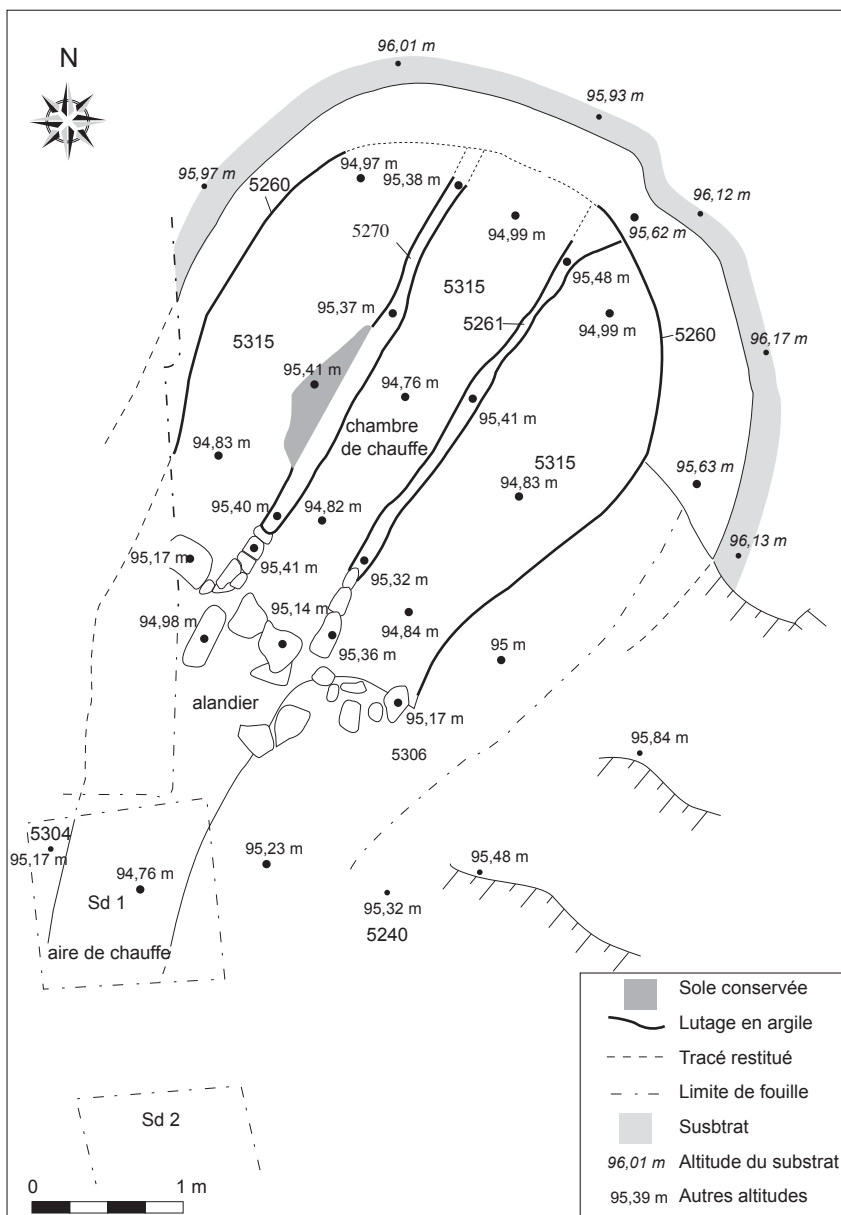 96,01 m
N
95,93 m
95,97 m
94,97 m
5260
95,38 m
96,12 m
5270
94,99 m
95,62 m
95,48 m
5315
95,37 m
5261
94,99 m
5260
5315
96,17 m
95,41 m
94,76 m
chambre
de chauffe
95,41 m
94,83 m
5315
95,63 m
94,83 m
95,40 m
94,82 m
96,13 m
95,17 m
95,41 m
95,32 m
95,14 m
94,98 m
94,84 m
95,36 m
95 m
alandier
95,17 m
5306
95,84 m
5304
95,17 m
95,23 m
94,76 m
95,48 m
Sd 1
95,32 m
5240
aire de chauffe
Sole conservée
Lutage en argile
Tracé restitué
Limite de fouille
Susbtrat
96,01 m Altitude du substrat
95,39 m Autres altitudes
Sd 2
0 1 m